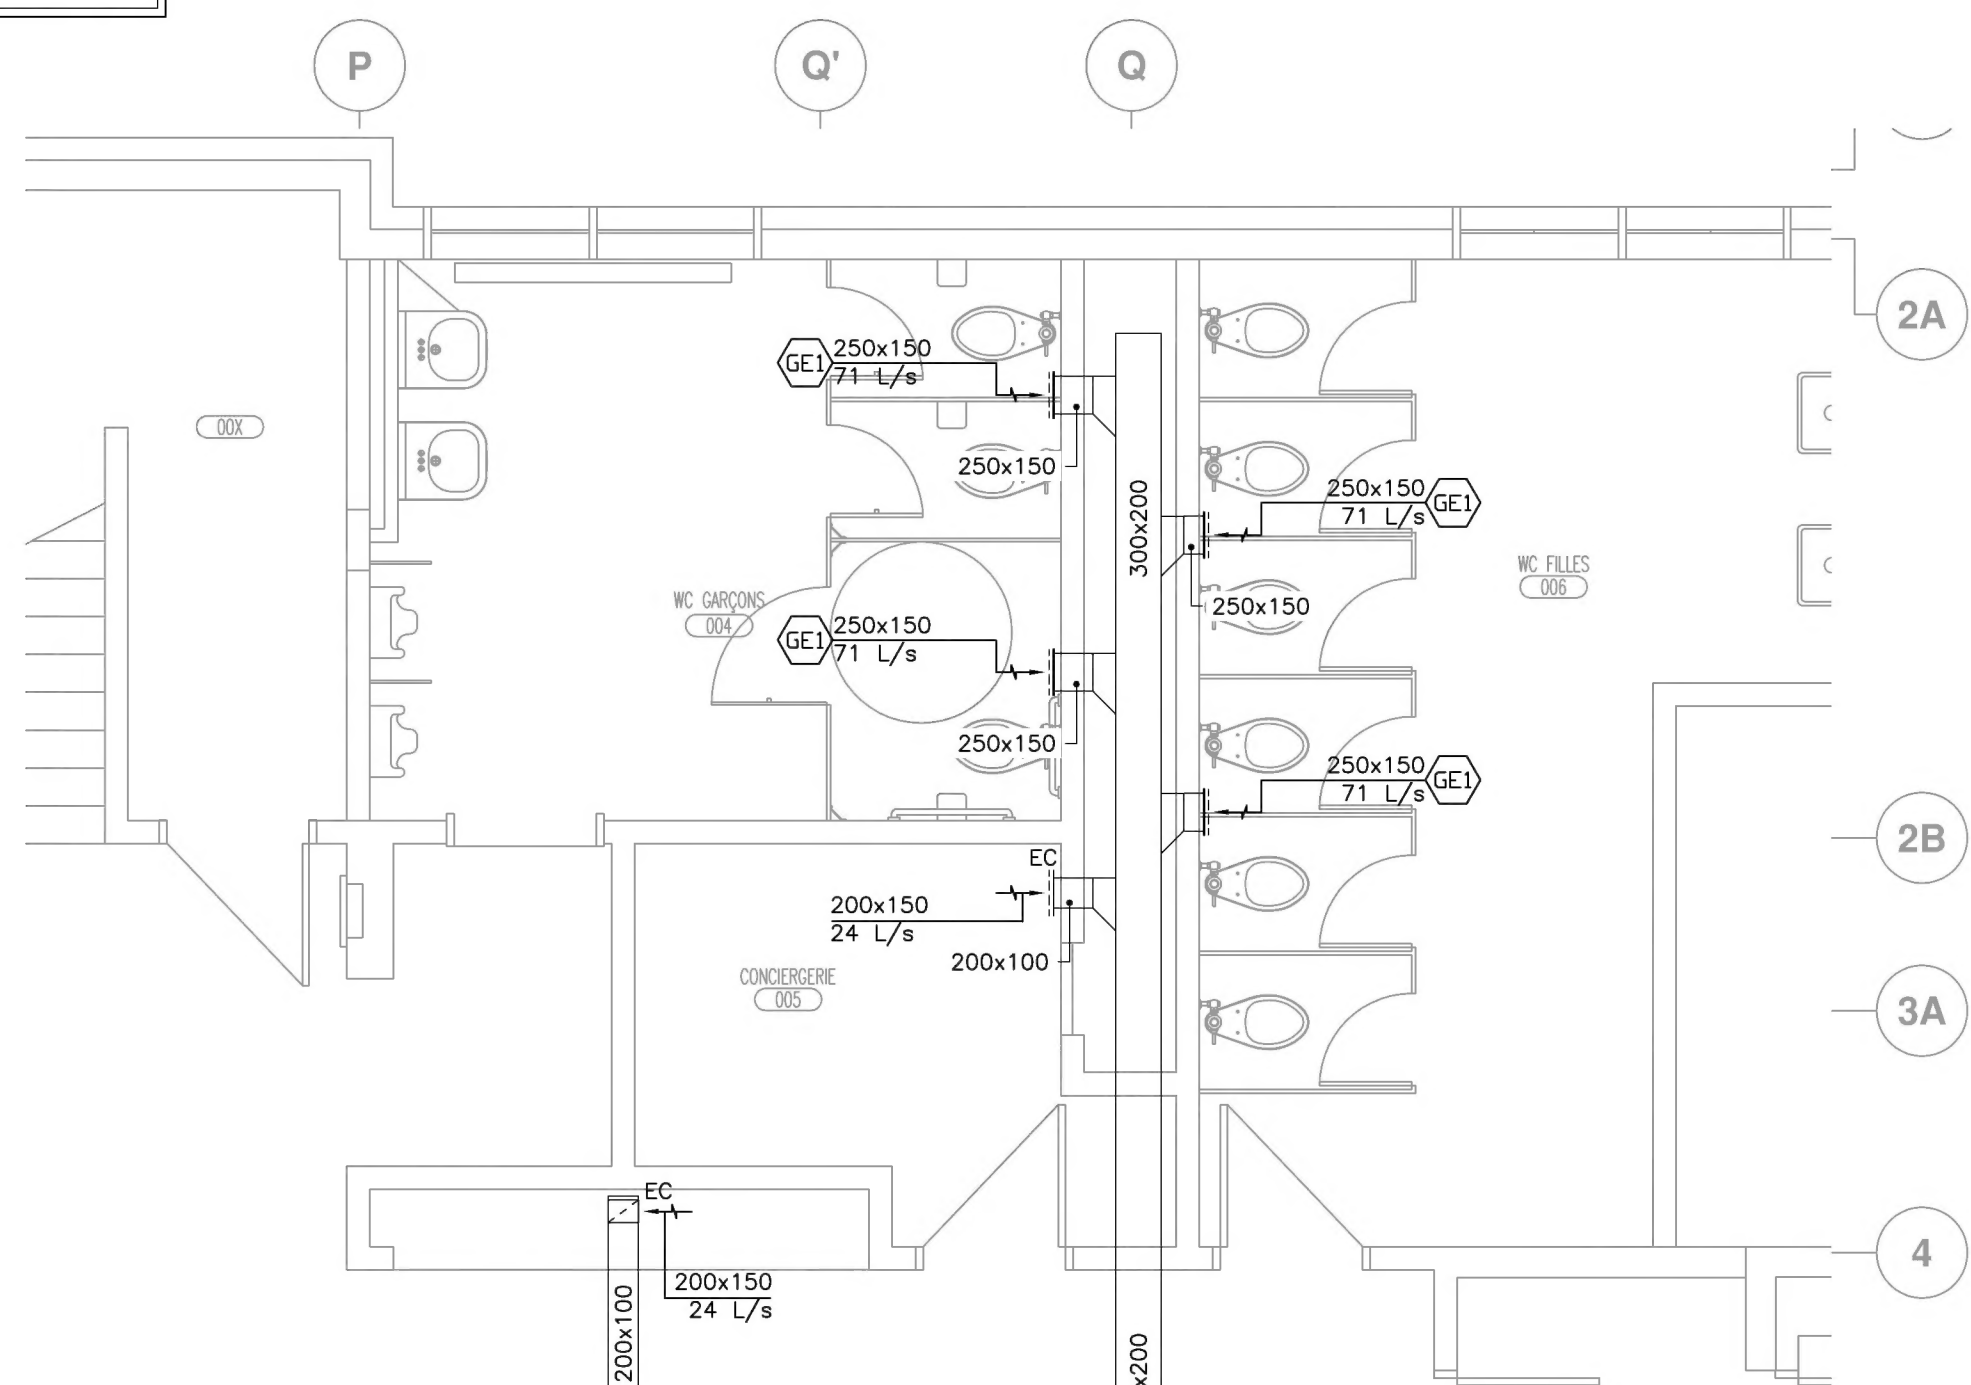 P
Q'
Q
2A
GE1
250x150
71 L/s
00X
250x150
250x150
71 L/s
GE1
300x200
WC FILLES
006
250x150
WC GARÇONS
004
GE1
250x150
71 L/s
250x150
250x150
71 L/s
GE1
2B
EC
200x150
24 L/s
200x100
CONCIERGERIE
005
3A
EC
4
200x150
24 L/s
200x100
x200